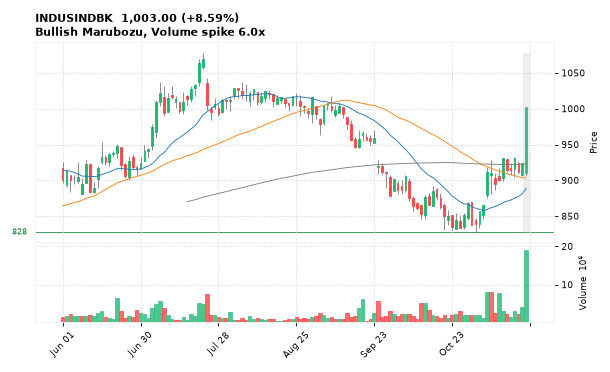 INDUSINDBK 1,003.00 (+8.59%)
Bullish Marubozu, Volume spike 6.0x
1050
1000
950
900
850
Price
828
20
10
Volume 10⁶
Jun 01
Jun 30
Jul 28
Aug 25
Sep 23
Oct 23